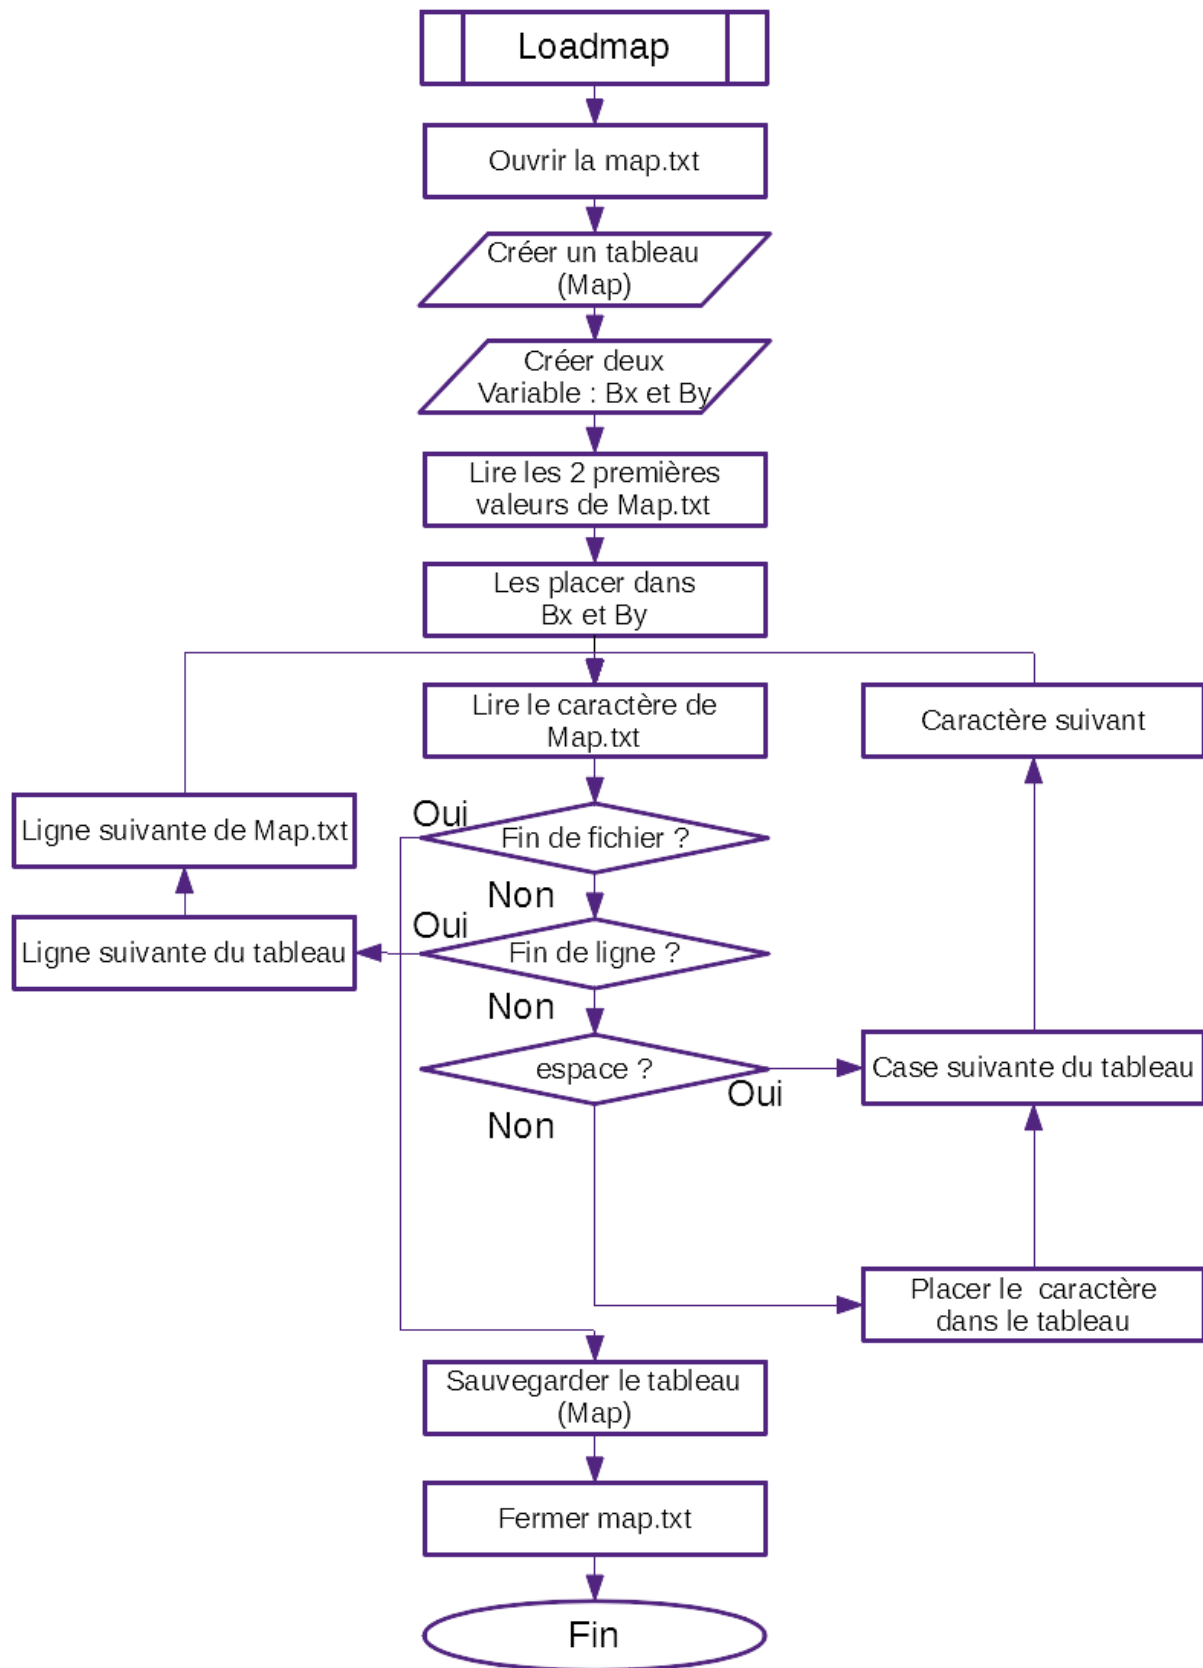 Loadmap
Ouvrir la map.txt
Créer un tableau
(Map)
Créer deux
Variable : Bx et By
Lire les 2 premières
valeurs de Map.txt
Les placer dans
Bx et By
Lire le caractère de
Map.txt
Caractère suivant
Oui
Fin de fichier ?
Ligne suivante de Map.txt
Non
Oui
Fin de ligne ?
Ligne suivante du tableau
Non
espace ?
Oui
Case suivante du tableau
Non
Placer le  caractère
dans le tableau
Sauvegarder le tableau
(Map)
Fermer map.txt
Fin